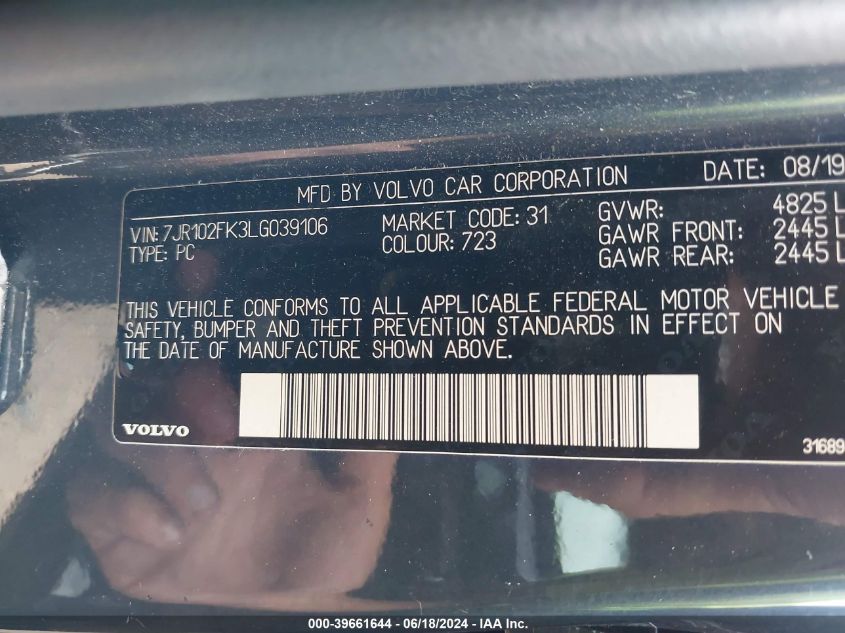 MFD BY VOLVO CAR CORPORATION DATE: 08/19
VIN: 7JR102FK3LG039106 MARKET CODE: 31 GVWR: 4825 L
TYPE: PC COLOUR: 723 GAWR FRONT: 2445 L
GAWR REAR: 2445 L
THIS VEHICLE CONFORMS TO ALL APPLICABLE FEDERAL MOTOR VEHICLE
SAFETY, BUMPER AND THEFT PREVENTION STANDARDS IN EFFECT ON
THE DATE OF MANUFACTURE SHOWN ABOVE.
VOLVO
31689
000-39661644 - 06/18/2024 - IAA Inc.